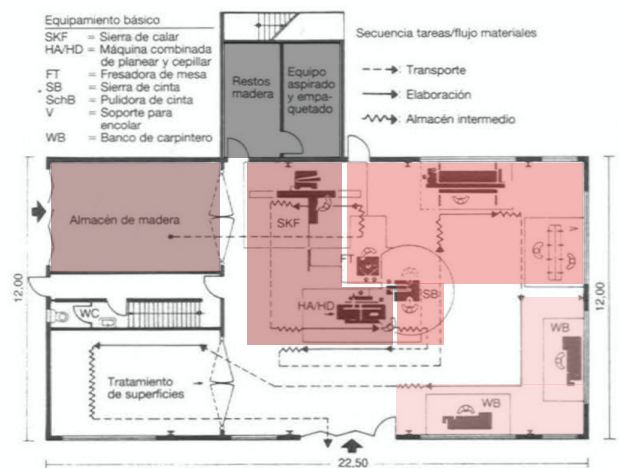 Equipamiento básico
SKF = Sierra de calar
HA/HD = Máquina combinada
de planear y cepillar
FT = Fresadora de mesa
SB = Sierra de cinta
SchB = Pulidora de cinta
V = Soporte para
encolar
WB = Banco de carpintero
Secuencia tareas/flujo materiales
: Transporte
: Elaboración
: Almacén intermedio
Restos
madera
Equipo
aspirado
y empa-
quetado
Almacén de madera
SKF
V
FT
12,00
HA/HD
SB
12,00
WC
WB
Tratamiento
de superficies
WB
22,50